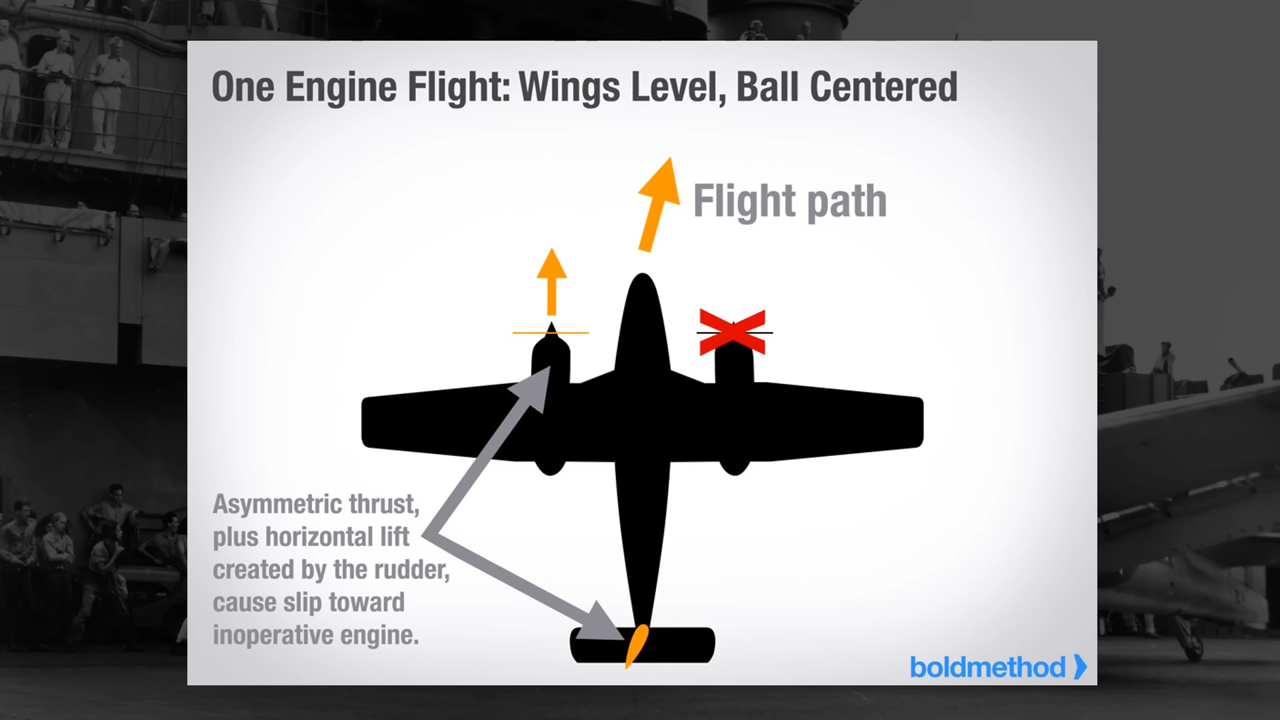 One Engine Flight: Wings Level, Ball Centered
Flight path
Asymmetric thrust,
plus horizontal lift
created by the rudder,
cause slip toward
inoperative engine.
boldmethod